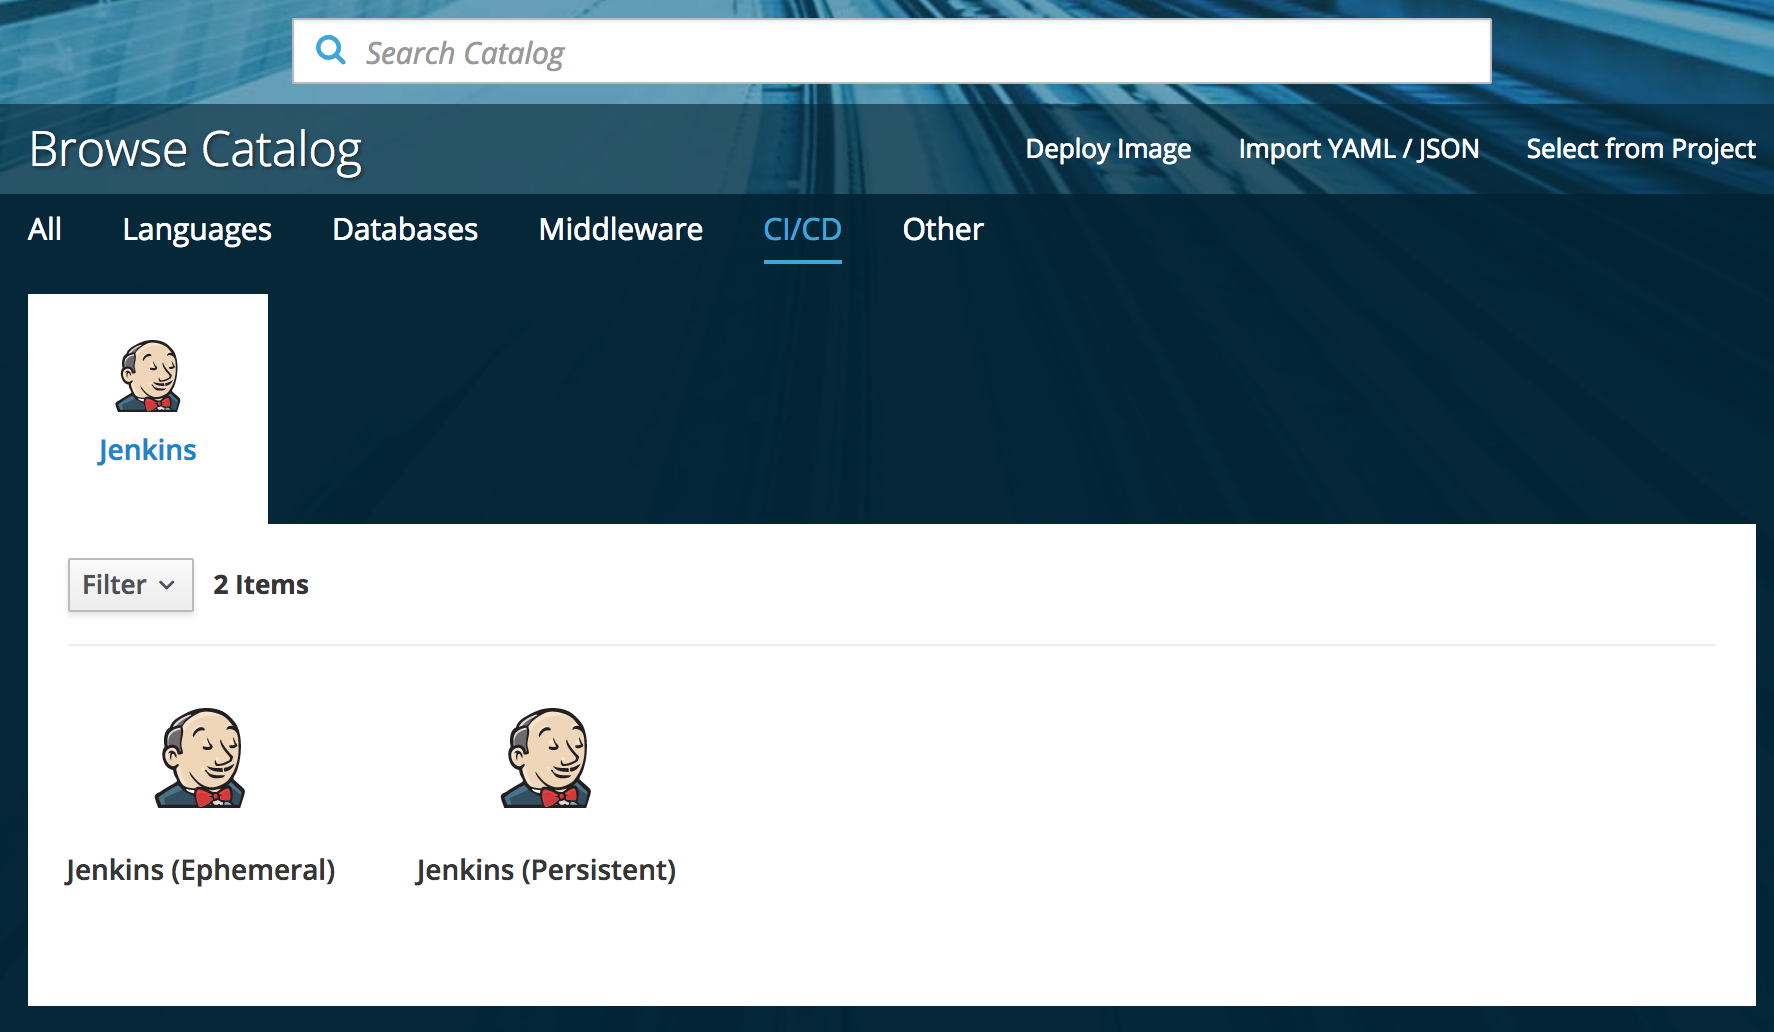 Search Catalog
Browse Catalog
Deploy Image
Import YAML / JSON
Select from Project
All
Languages
Databases
Middleware
CI/CD
Other
Jenkins
Filter
2 Items
Jenkins (Ephemeral)
Jenkins (Persistent)